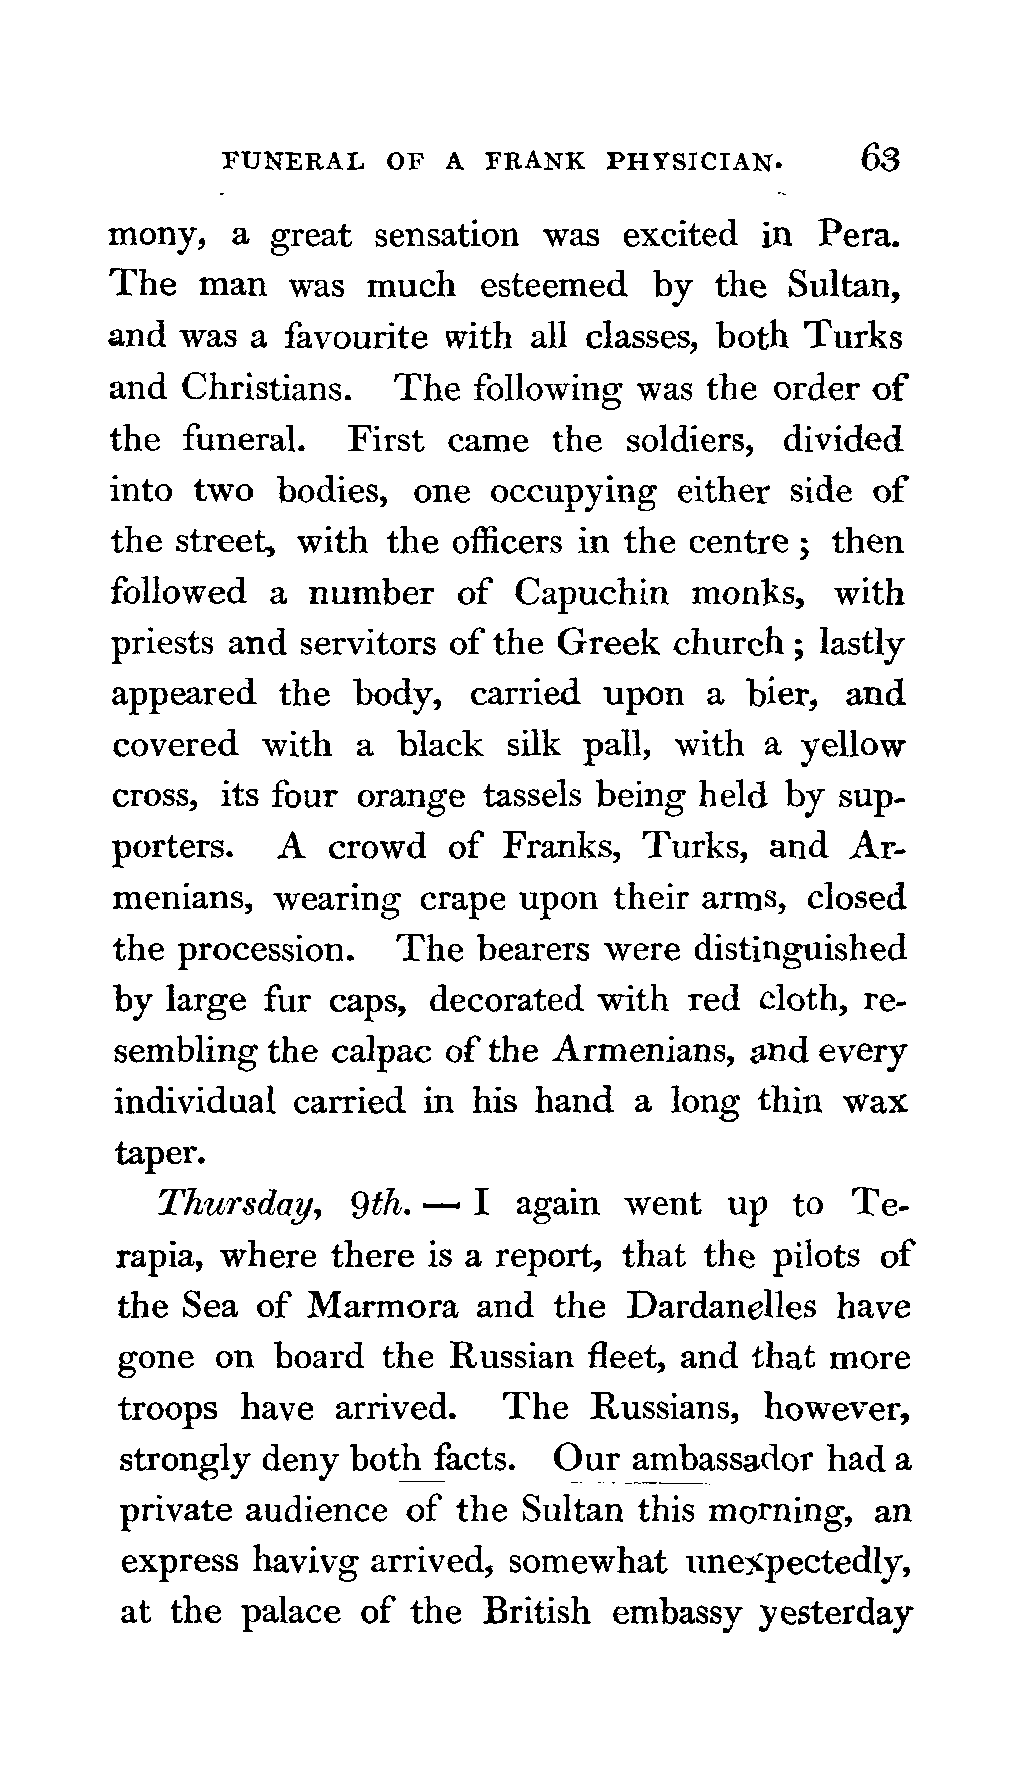 FUNERAL OF A FRANK PHYSICIAN. 63
mony, a great sensation was excited in Pera.
The man was much esteemed by the Sultan,
and was a favourite with all classes, both Turks
and Christians. The following was the order of
the funeral. First came the soldiers, divided
into two bodies, one occupying either side of
the street, with the officers in the centre ; then
followed a number of Capuchin monks, with
priests and servitors of the Greek church ; lastly
appeared the body, carried upon a bier, and
covered with a black silk pall, with a yellow
cross, its four orange tassels being held by sup-
porters. A crowd of Franks, Turks, and Ar-
menians, wearing crape upon their arms, closed
the procession. The bearers were distinguished
by large fur caps, decorated with red cloth, re-
sembling the calpac of the Armenians, and every
individual carried in his hand a long thin wax
taper.
Thursday, 9th. — I again went up to Te-
rapia, where there is a report, that the pilots of
the Sea of Marmora and the Dardanelles have
gone on board the Russian fleet, and that more
troops have arrived. The Russians, however,
strongly deny both facts. Our ambassador had a
private audience of the Sultan this morning, an
express havivg arrived, somewhat unexpectedly,
at the palace of the British embassy yesterday